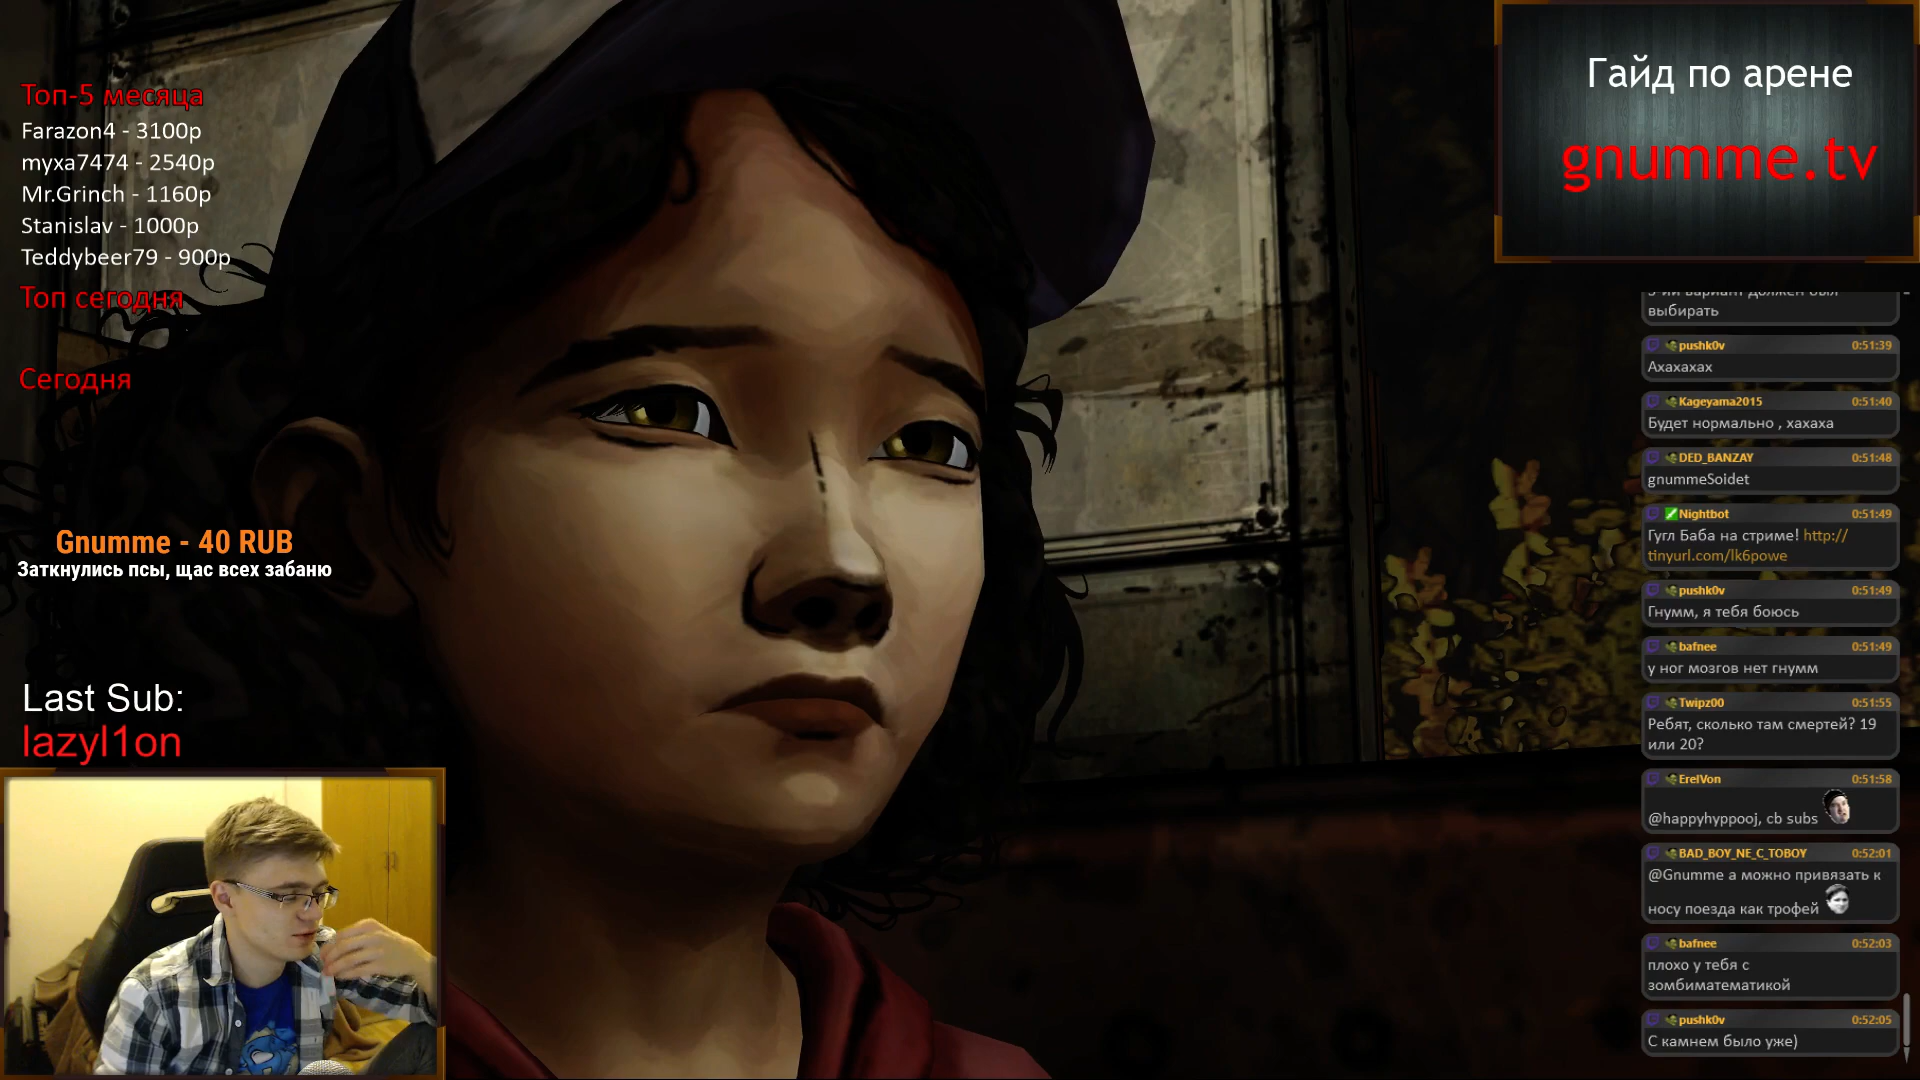 Топ-5 месяца
Farazon4 - 3100р
myxa7474 - 2540р
Mr.Grinch - 1160р
Stanislav - 1000р
Teddybeer79 - 900р
Топ сегодня
Сегодня
Gnumme - 40 RUB
Заткнулись псы, щас всех забаню
Last Sub:
lazyl1on
Гайд по арене
gnumme.tv
3-ий вариант должен был
выбирать
pushk0v 0:51:39
Ахахахах
Kageyama2015 0:51:40
Будет нормально , хахаха
DED_BANZAY 0:51:48
gnummeSoidet
Nightbot 0:51:49
Гугл Баба на стриме! http://
tinyurl.com/lk6powe
pushk0v 0:51:49
Гнумм, я тебя боюсь
bafnee 0:51:49
у ног мозгов нет гнумм
Twipz00 0:51:55
Ребят, сколько там смертей? 19
или 20?
ErelVon 0:51:58
@happyhyppooj, cb subs
BAD_BOY_NE_C_TOBOY 0:52:01
@Gnumme а можно привязать к
носу поезда как трофей
bafnee 0:52:03
плохо у тебя с
зомбиматематикой
pushk0v 0:52:05
С камнем было уже)